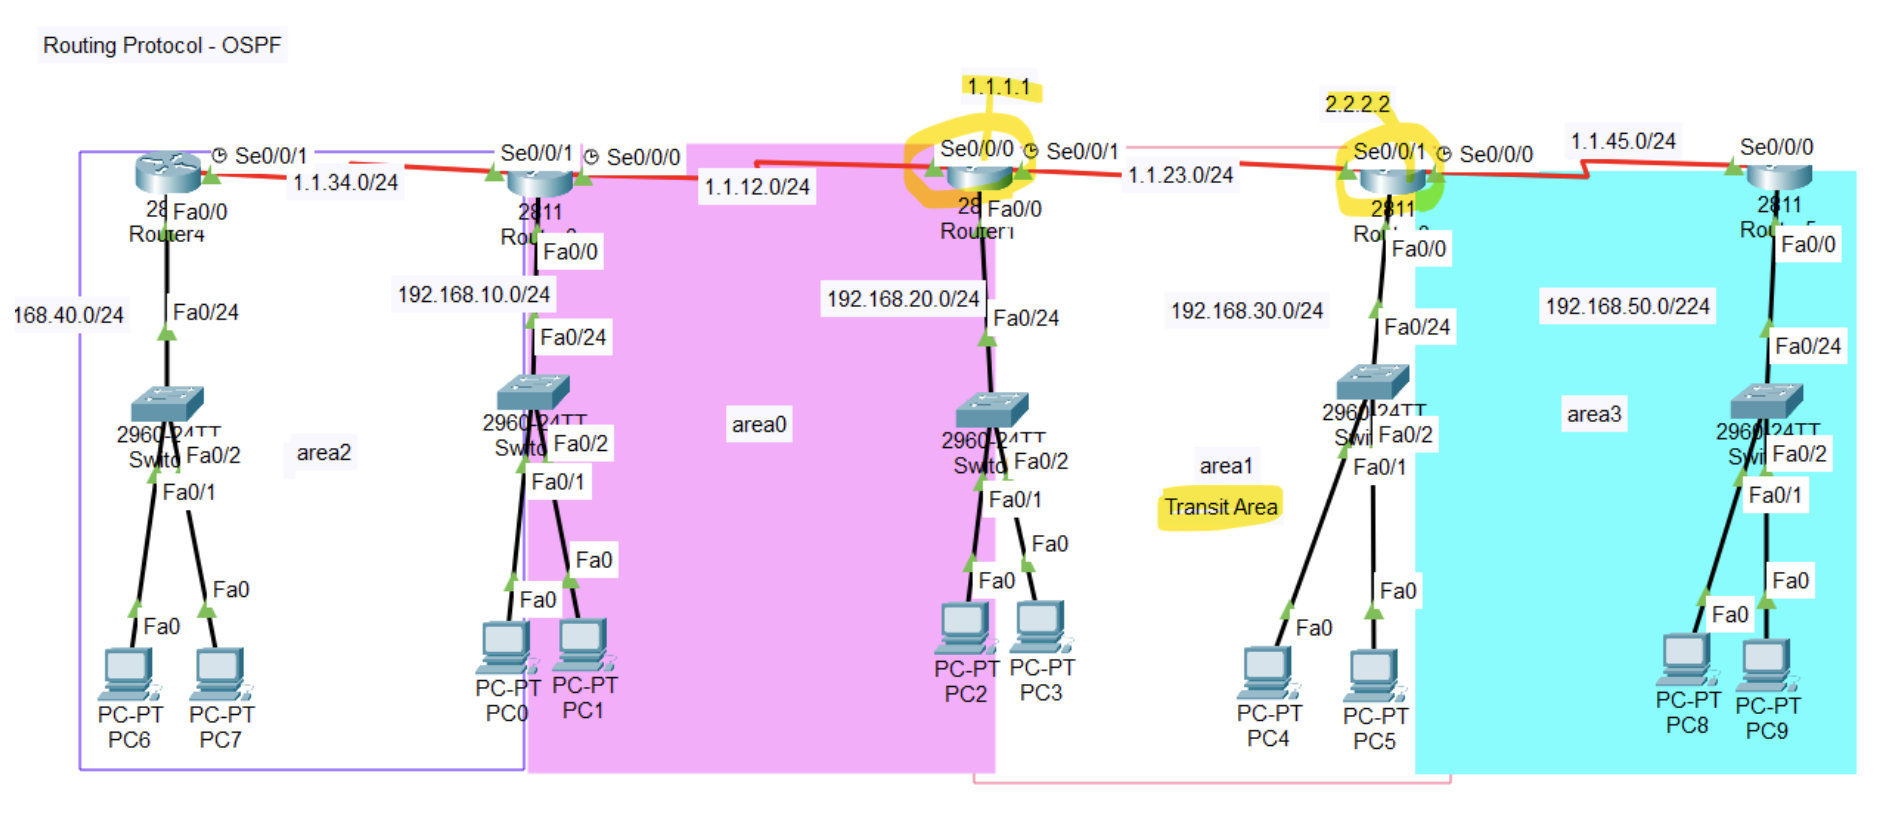 Routing Protocol - OSPF
1.1.1.1
2.2.2.2
Se0/0/1
1.1.34.0/24
Se0/0/1
Se0/0/0
1.1.12.0/24
Se0/0/0
Se0/0/1
1.1.23.0/24
Se0/0/1
Se0/0/0
1.1.45.0/24
Se0/0/0
28
Fa0/0
Router4
2811
Fa0/0
28
Fa0/0
Router1
2811
Fa0/0
2811
Fa0/0
168.40.0/24
Fa0/24
192.168.10.0/24
Fa0/24
192.168.20.0/24
Fa0/24
192.168.30.0/24
Fa0/24
192.168.50.0/224
Fa0/24
2960-24TT
Fa0/2
Fa0/1
area2
2960-24TT
Fa0/2
Fa0/1
area0
2960-24TT
Fa0/2
Fa0/1
area1
Transit Area
2960-24TT
Fa0/2
Fa0/1
area3
2960-24TT
Fa0/2
Fa0/1
Fa0
Fa0
Fa0
Fa0
Fa0
Fa0
Fa0
Fa0
Fa0
Fa0
PC-PT
PC6
PC-PT
PC7
PC-PT
PC0
PC-PT
PC1
PC-PT
PC2
PC-PT
PC3
PC-PT
PC4
PC-PT
PC5
PC-PT
PC8
PC-PT
PC9